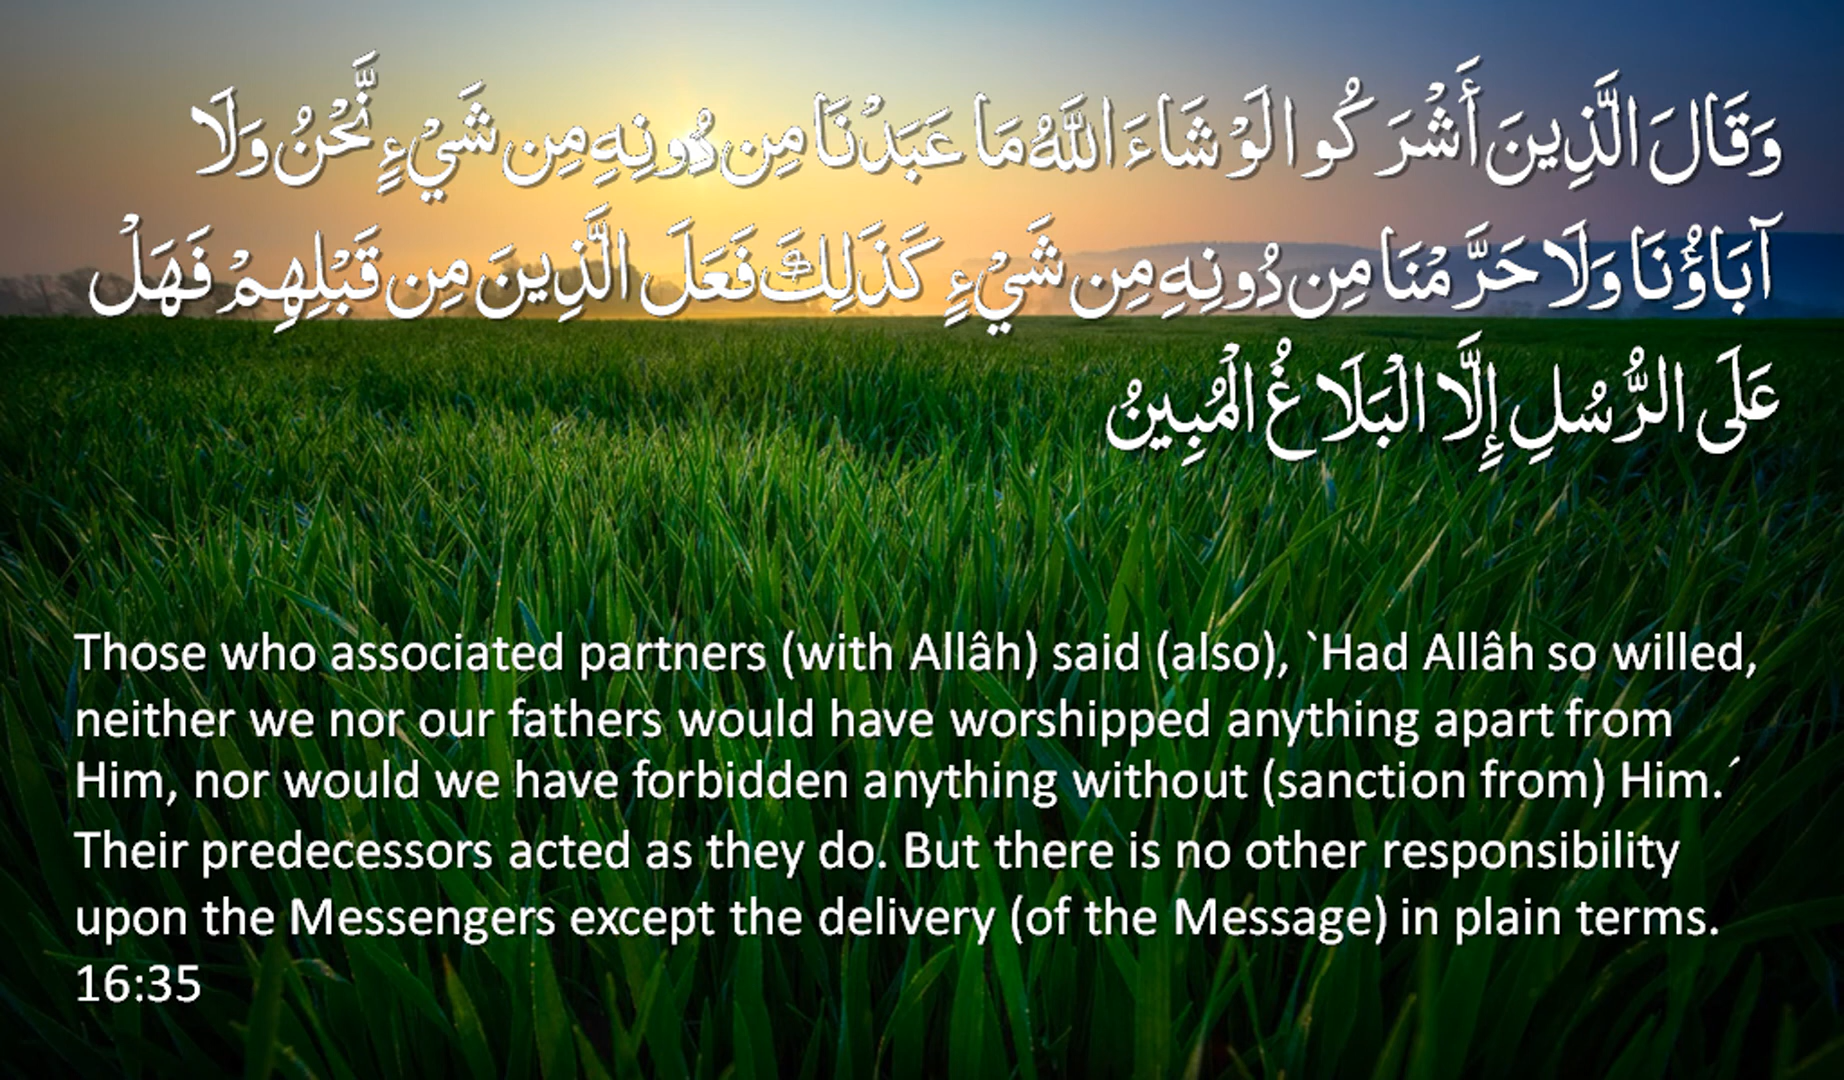 وَقَالَ الَّذِينَ أَشْرَكُوا لَوْ شَاءَ اللَّهُ مَا عَبَدْنَا مِن دُونِهِ مِن شَيْءٍ نَّحْنُ وَلَا
آبَاؤُنَا وَلَا حَرَّمْنَا مِن دُونِهِ مِن شَيْءٍ كَذَلِكَ فَعَلَ الَّذِينَ مِن قَبْلِهِمْ فَهَلْ
عَلَى الرُّسُلِ إِلَّا الْبَلَاغُ الْمُبِينُ
Those who associated partners (with Allâh) said (also), `Had Allâh so willed,
neither we nor our fathers would have worshipped anything apart from
Him, nor would we have forbidden anything without (sanction from) Him.´
Their predecessors acted as they do. But there is no other responsibility
upon the Messengers except the delivery (of the Message) in plain terms.
16:35